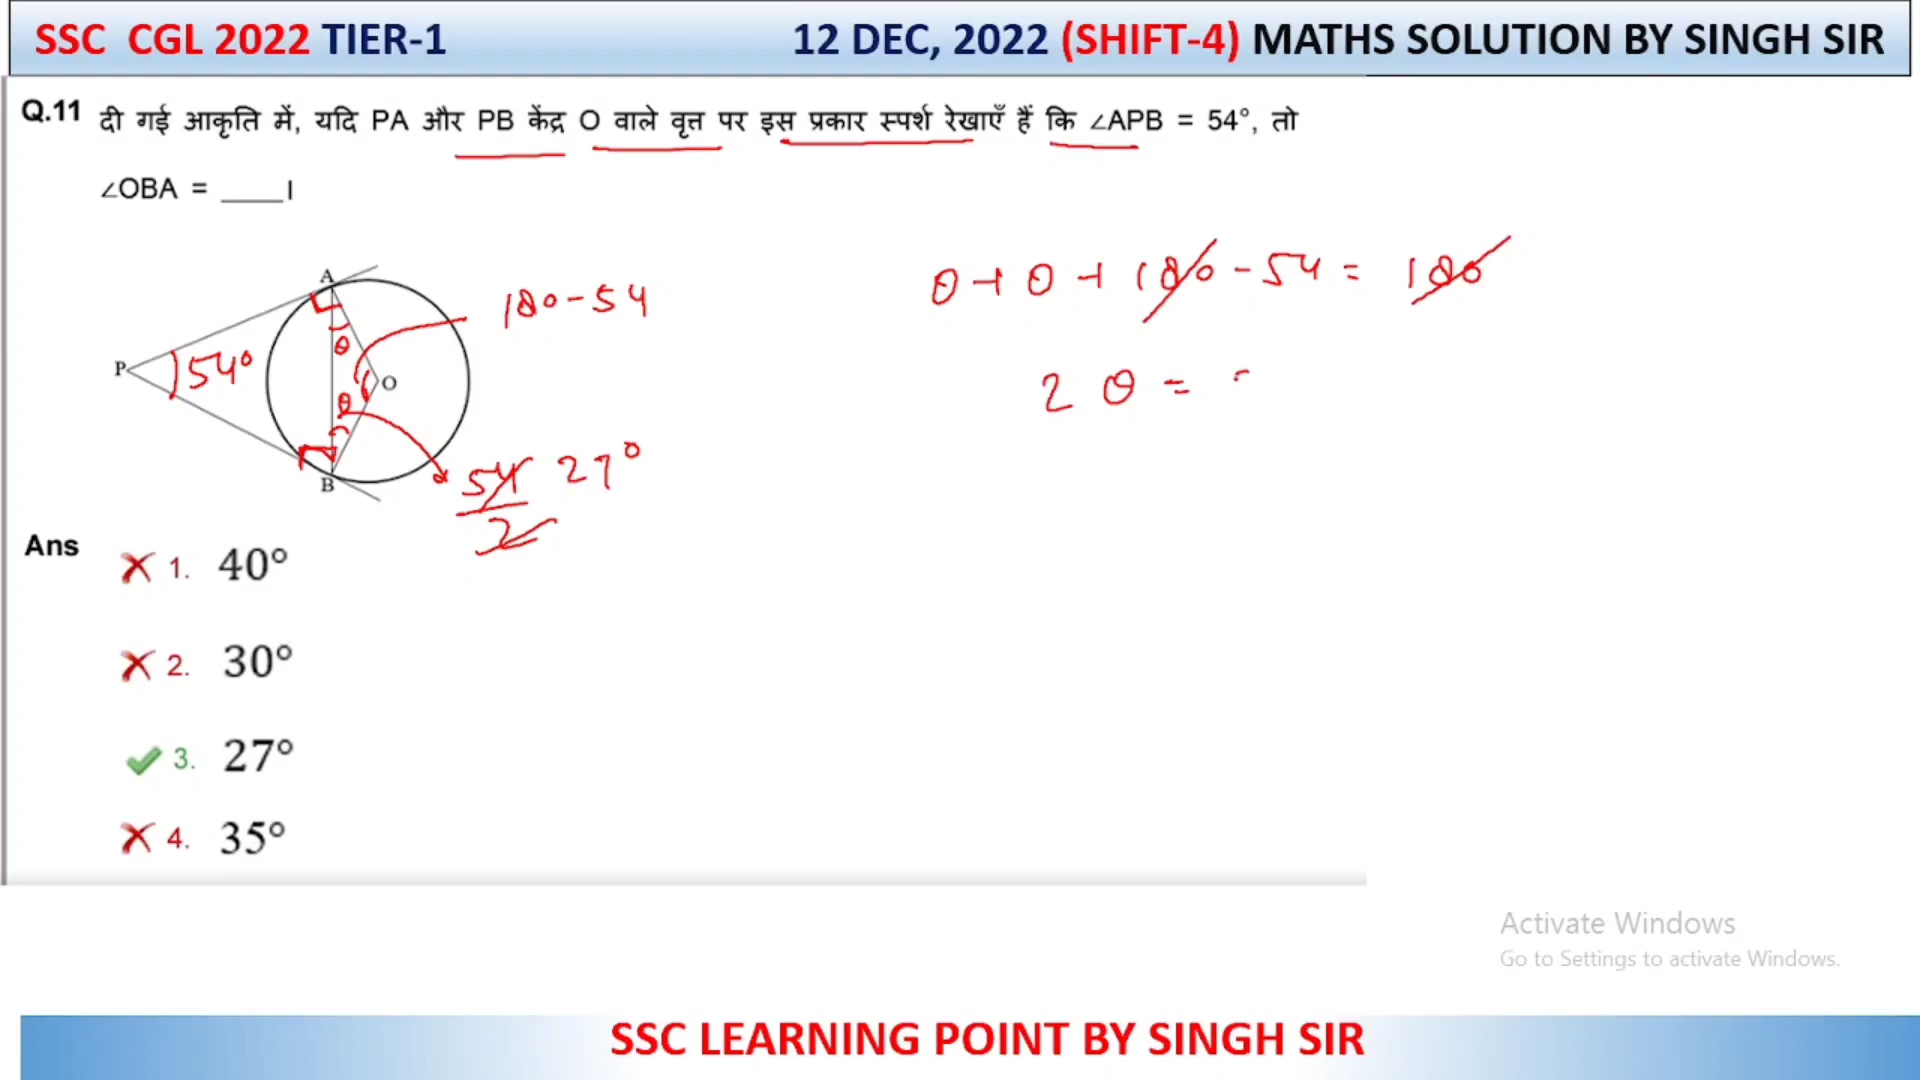 SSC CGL 2022 TIER-1 12 DEC, 2022 (SHIFT-4) MATHS SOLUTION BY SINGH SIR
Q.11 दी गई आकृति में, यदि PA और PB केंद्र O वाले वृत्त पर इस प्रकार स्पर्श रेखाएँ हैं कि ∠APB = 54°, तो
∠OBA = ____।
θ + θ + 180 - 54 = 180
2 θ =
A
180-54
θ
P
54°
O
θ
B
54/2 27°
Ans
1. 40°
2. 30°
3. 27°
4. 35°
Activate Windows
Go to Settings to activate Windows.
SSC LEARNING POINT BY SINGH SIR